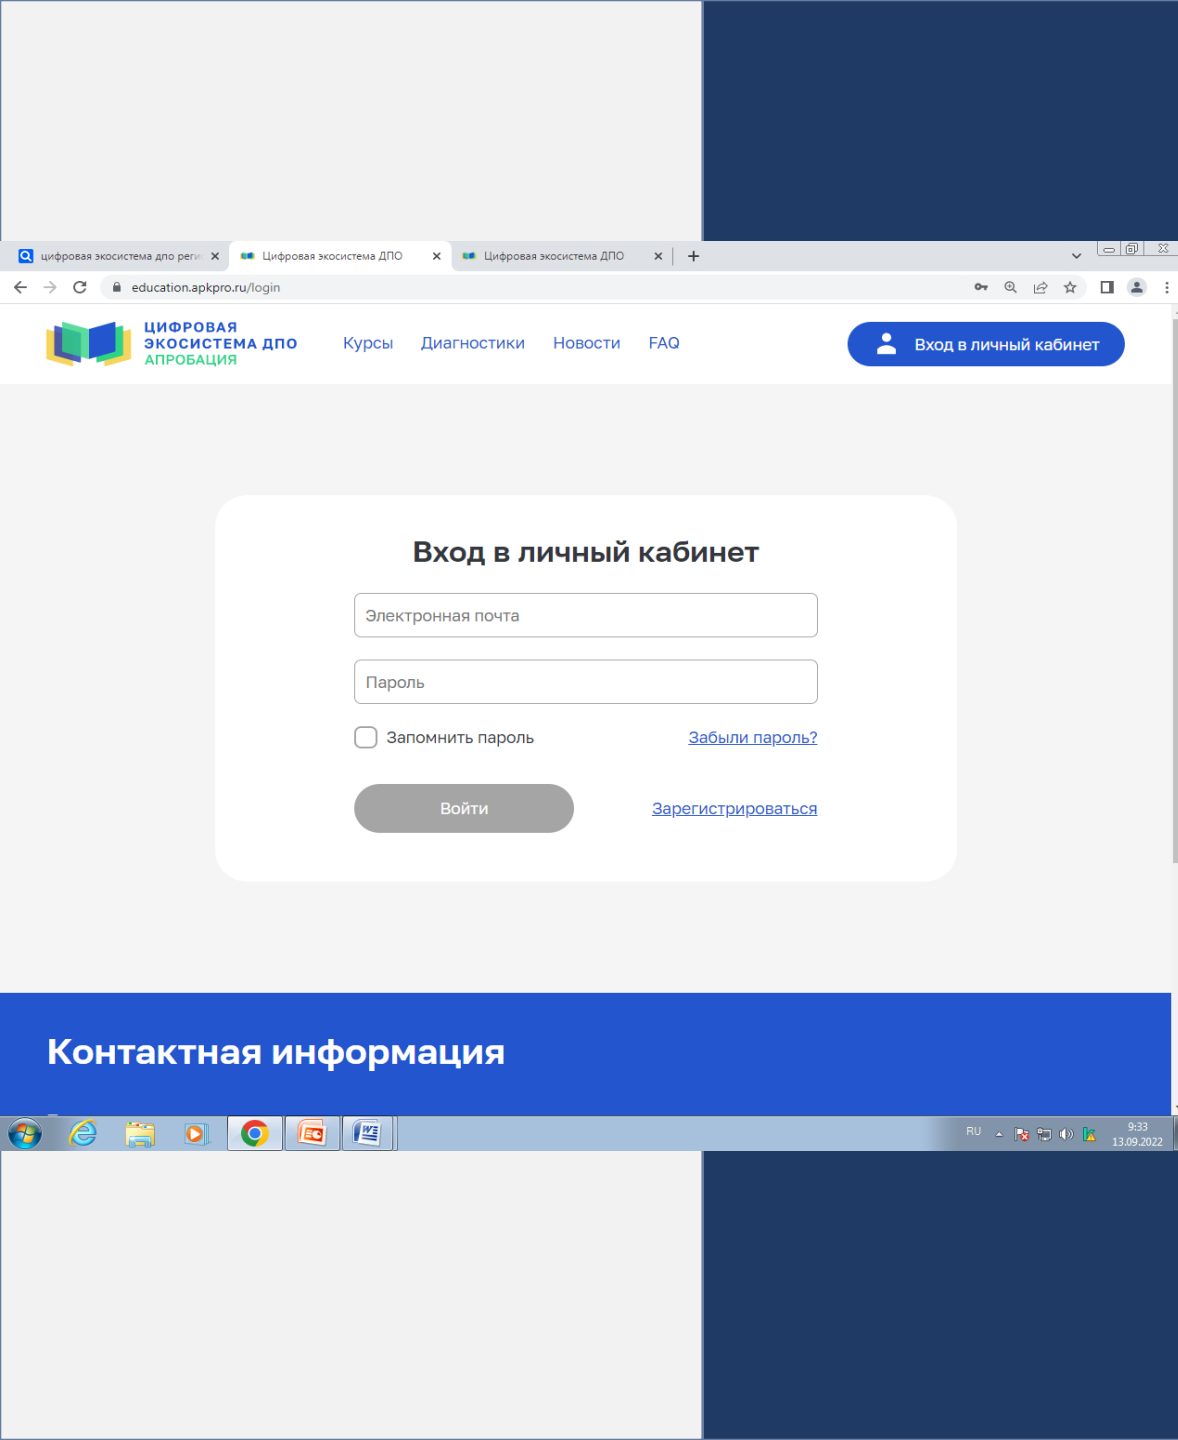 цифровая экосистема дпо реги
Цифровая экосистема ДПО
Цифровая экосистема ДПО
education.apkpro.ru/login
ЦИФРОВАЯ
ЭКОСИСТЕМА ДПО
АПРОБАЦИЯ
Курсы
Диагностики
Новости
FAQ
Вход в личный кабинет
Вход в личный кабинет
Электронная почта
Пароль
Запомнить пароль
Забыли пароль?
Войти
Зарегистрироваться
Контактная информация
RU
9:33
13.09.2022